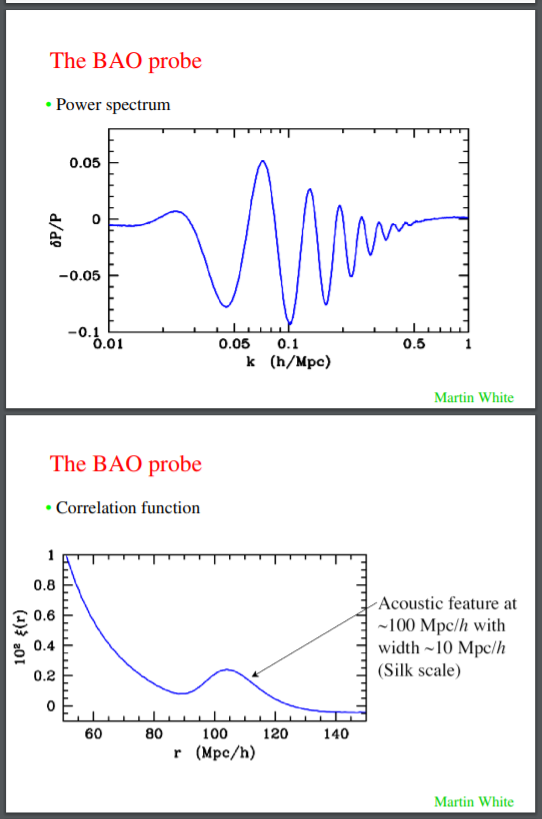 The BAO probe
• Power spectrum
0.05
0
−0.05
−0.1
δP/P
0.01 0.05 0.1 0.5 1
k (h/Mpc)
Martin White
The BAO probe
• Correlation function
1
0.8
0.6
0.4
0.2
0
10² ξ(r)
60 80 100 120 140
r (Mpc/h)
Acoustic feature at
~100 Mpc/h with
width ~10 Mpc/h
(Silk scale)
Martin White